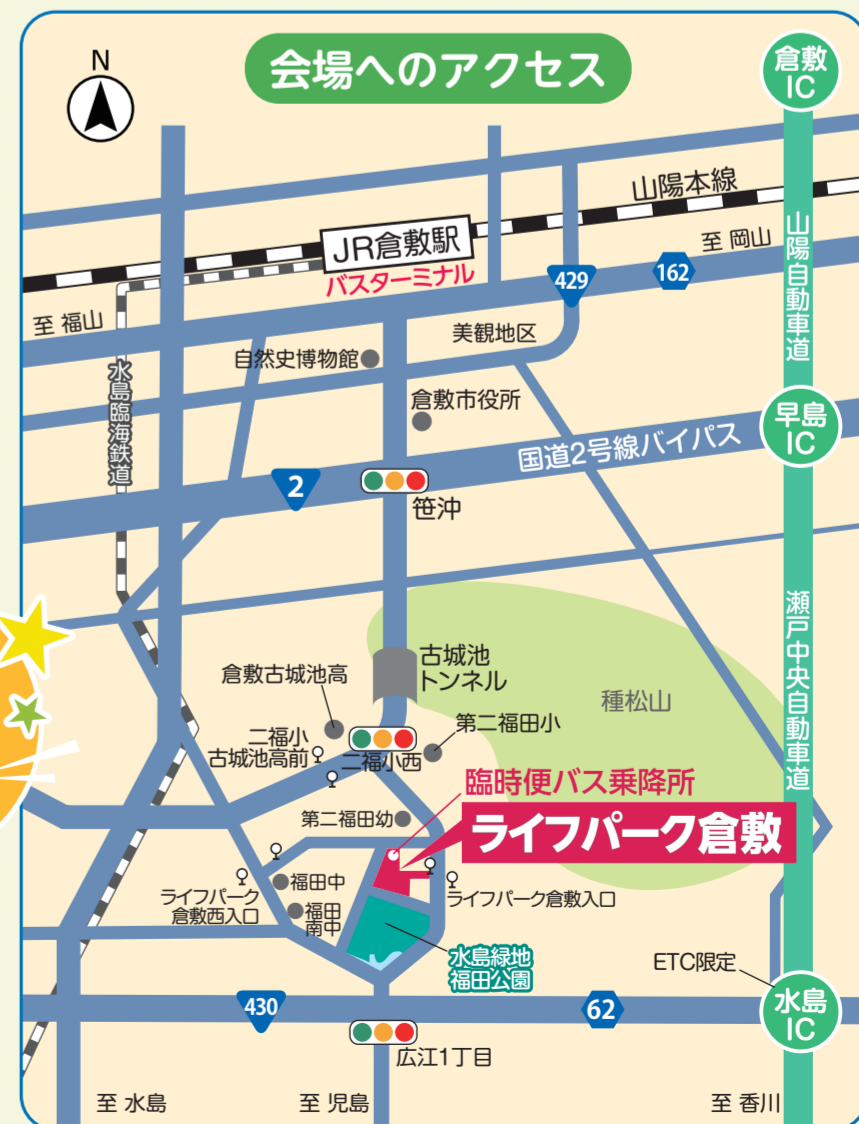 会場へのアクセス
N
倉敷
IC
山陽本線
JR倉敷駅
バスターミナル
至 岡山
429
162
山陽自動車道
至 福山
美観地区
自然史博物館
水島臨海鉄道
倉敷市役所
早島
IC
国道2号線バイパス
2
笹沖
瀬戸中央自動車道
古城池
トンネル
倉敷古城池高
種松山
二福小
古城池高前
二福小西
第二福田小
臨時便バス乗降所
ライフパーク倉敷
第二福田幼
福田中
ライフパーク
倉敷西入口
福田
南中
ライフパーク倉敷入口
水島緑地
福田公園
ETC限定
430
62
水島
IC
広江1丁目
至 水島
至 児島
至 香川